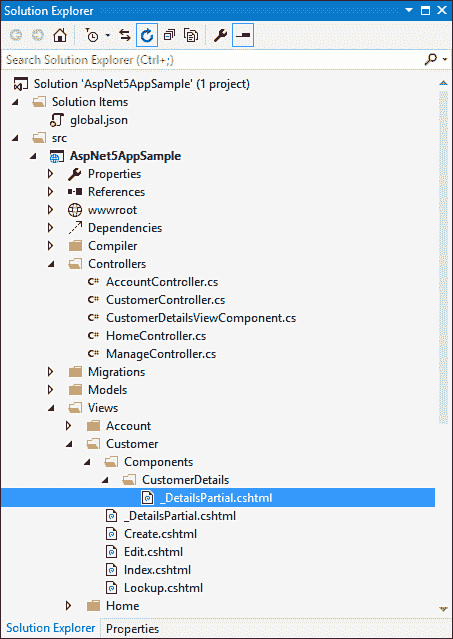 Solution Explorer
Search Solution Explorer (Ctrl+;)
Solution 'AspNet5AppSample' (1 project)
Solution Items
global.json
src
AspNet5AppSample
Properties
References
wwwroot
Dependencies
Compiler
Controllers
C# AccountController.cs
C# CustomerController.cs
C# CustomerDetailsViewComponent.cs
C# HomeController.cs
C# ManageController.cs
Migrations
Models
Views
Account
Customer
Components
CustomerDetails
_DetailsPartial.cshtml
_DetailsPartial.cshtml
Create.cshtml
Edit.cshtml
Index.cshtml
Lookup.cshtml
Home
Solution Explorer Properties